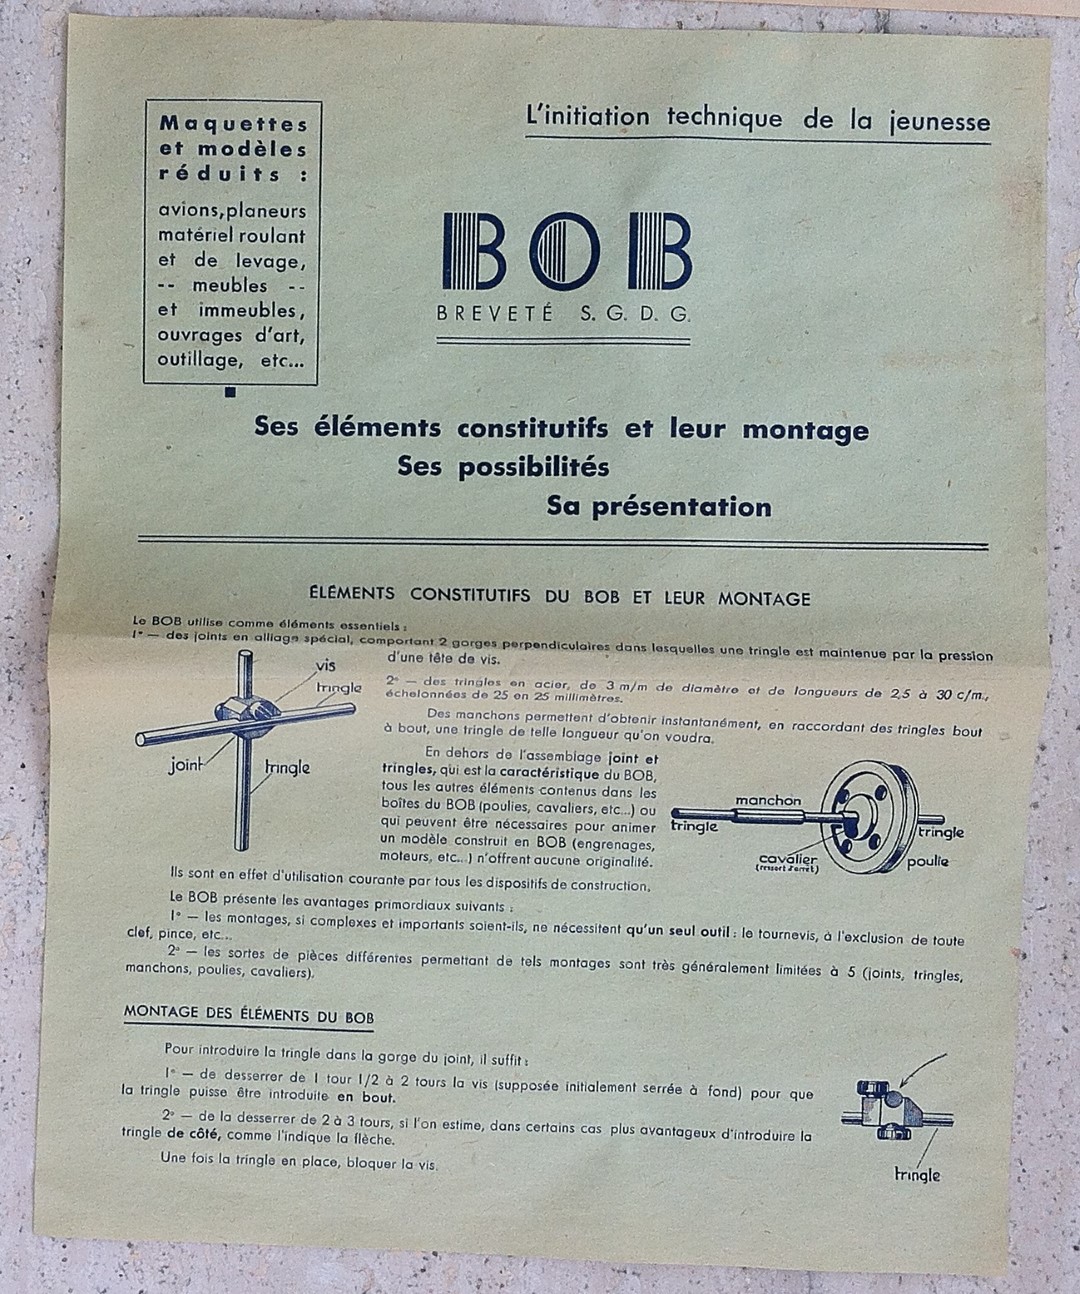 Maquettes
et modèles
réduits :
avions, planeurs
matériel roulant
et de levage,
-- meubles --
et immeubles,
ouvrages d'art,
outillage, etc...
L'initiation technique de la jeunesse
BOB
BREVETÉ S. G. D. G.
Ses éléments constitutifs et leur montage
Ses possibilités
Sa présentation
ÉLÉMENTS CONSTITUTIFS DU BOB ET LEUR MONTAGE
Le BOB utilise comme éléments essentiels :
1° — des joints en alliage spécial, comportant 2 gorges perpendiculaires dans lesquelles une tringle est maintenue par la pression
d'une tête de vis.
2° — des tringles en acier, de 3 m/m de diamètre et de longueurs de 2,5 à 30 c/m.,
échelonnées de 25 en 25 millimètres.
Des manchons permettent d'obtenir instantanément, en raccordant des tringles bout
à bout, une tringle de telle longueur qu'on voudra.
vis
tringle
joint
tringle
En dehors de l'assemblage joint et
tringles, qui est la caractéristique du BOB,
tous les autres éléments contenus dans les
boîtes du BOB (poulies, cavaliers, etc...) ou
qui peuvent être nécessaires pour animer
un modèle construit en BOB (engrenages,
moteurs, etc...) n'offrent aucune originalité.
manchon
tringle
tringle
cavalier
(ressort d'arrêt)
poulie
Ils sont en effet d'utilisation courante par tous les dispositifs de construction.
Le BOB présente les avantages primordiaux suivants :
1° — les montages, si complexes et importants soient-ils, ne nécessitent qu'un seul outil : le tournevis, à l'exclusion de toute
clef, pince, etc...
2° — les sortes de pièces différentes permettant de tels montages sont très généralement limitées à 5 (joints, tringles,
manchons, poulies, cavaliers).
MONTAGE DES ÉLÉMENTS DU BOB
Pour introduire la tringle dans la gorge du joint, il suffit :
1° — de desserrer de 1 tour 1/2 à 2 tours la vis (supposée initialement serrée à fond) pour que
la tringle puisse être introduite en bout.
2° — de la desserrer de 2 à 3 tours, si l'on estime, dans certains cas plus avantageux d'introduire la
tringle de côté, comme l'indique la flèche.
Une fois la tringle en place, bloquer la vis.
tringle